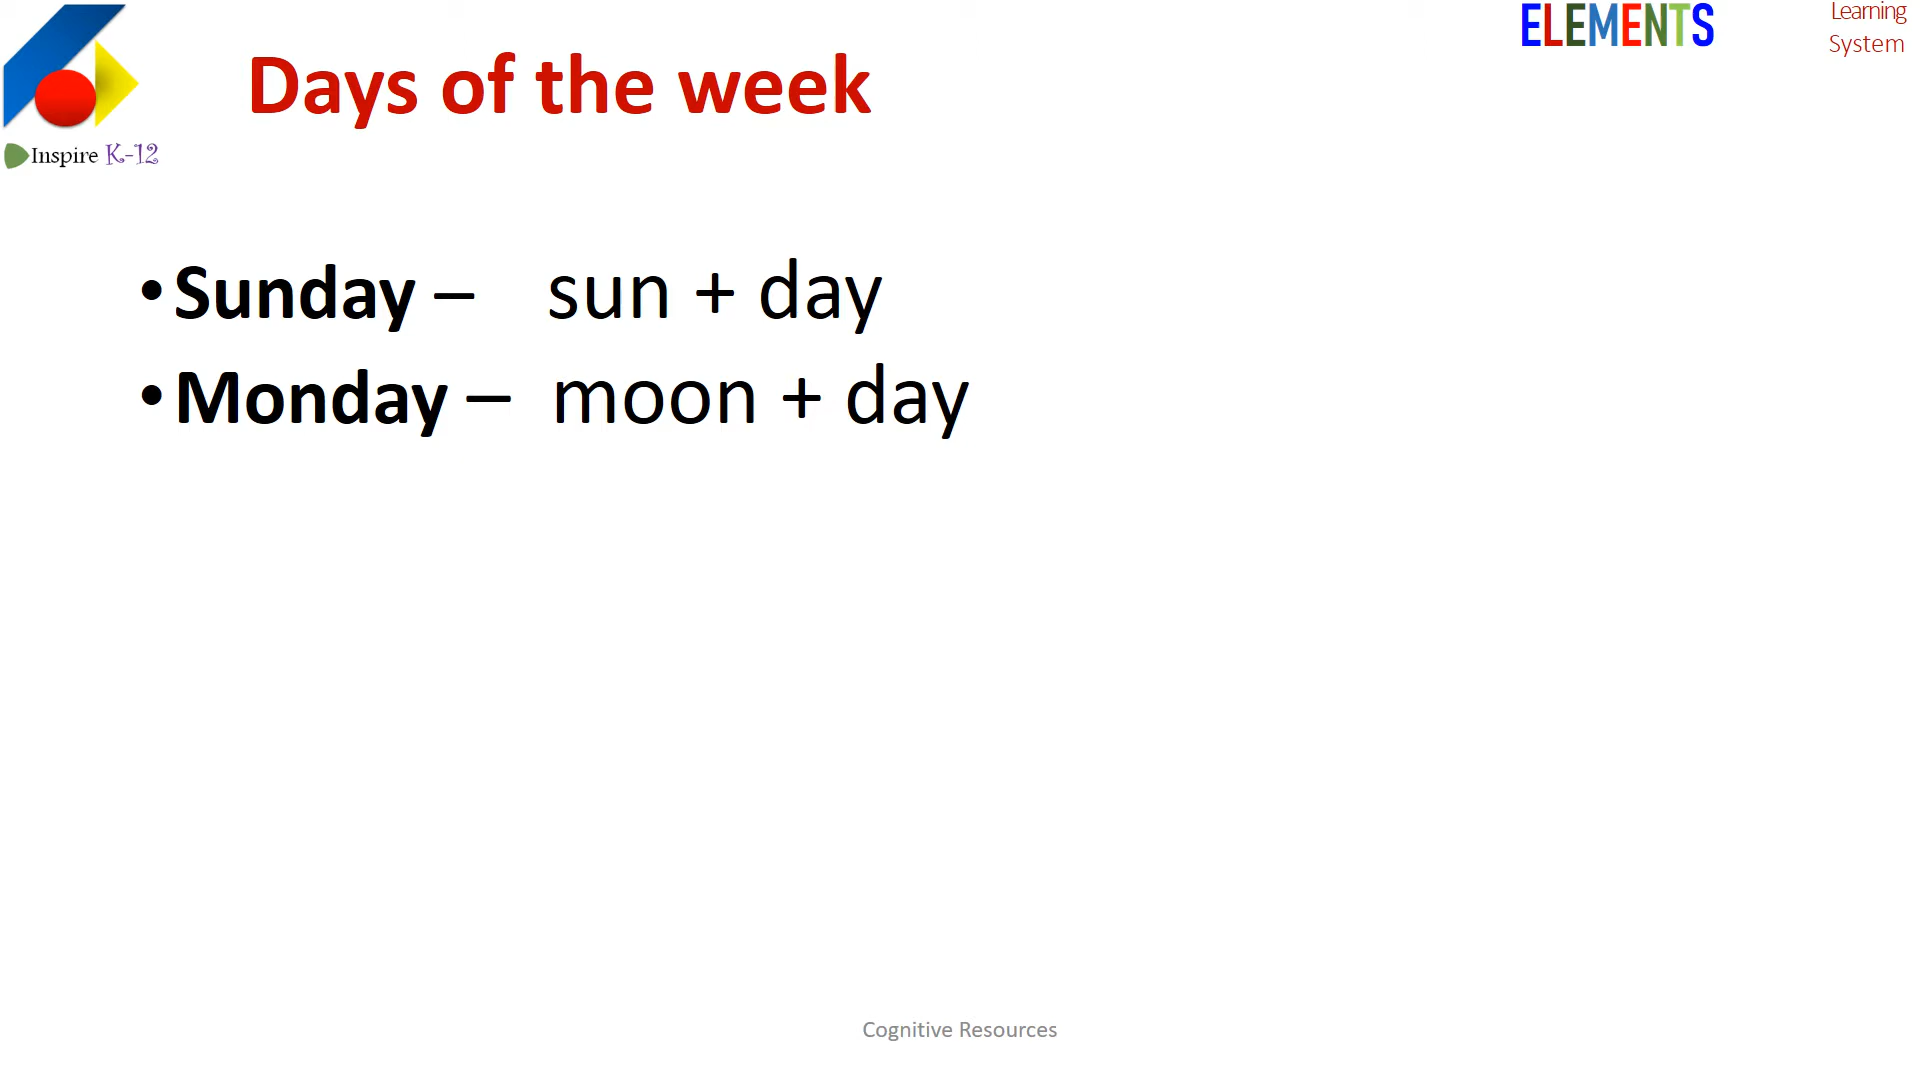 ELEMENTS
Learning
System
Days of the week
Inspire K-12
• Sunday – sun + day
• Monday – moon + day
Cognitive Resources